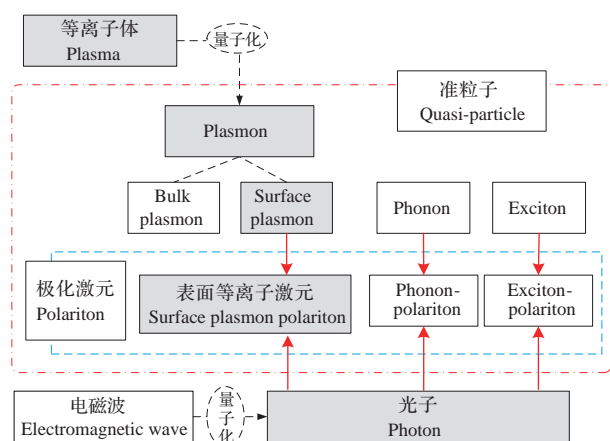 等离子体
Plasma
量子化
准粒子
Quasi-particle
Plasmon
Bulk
plasmon
Surface
plasmon
Phonon
Exciton
极化激元
Polariton
表面等离子激元
Surface plasmon polariton
Phonon-
polariton
Exciton-
polariton
电磁波
Electromagnetic wave
量
子
化
光子
Photon